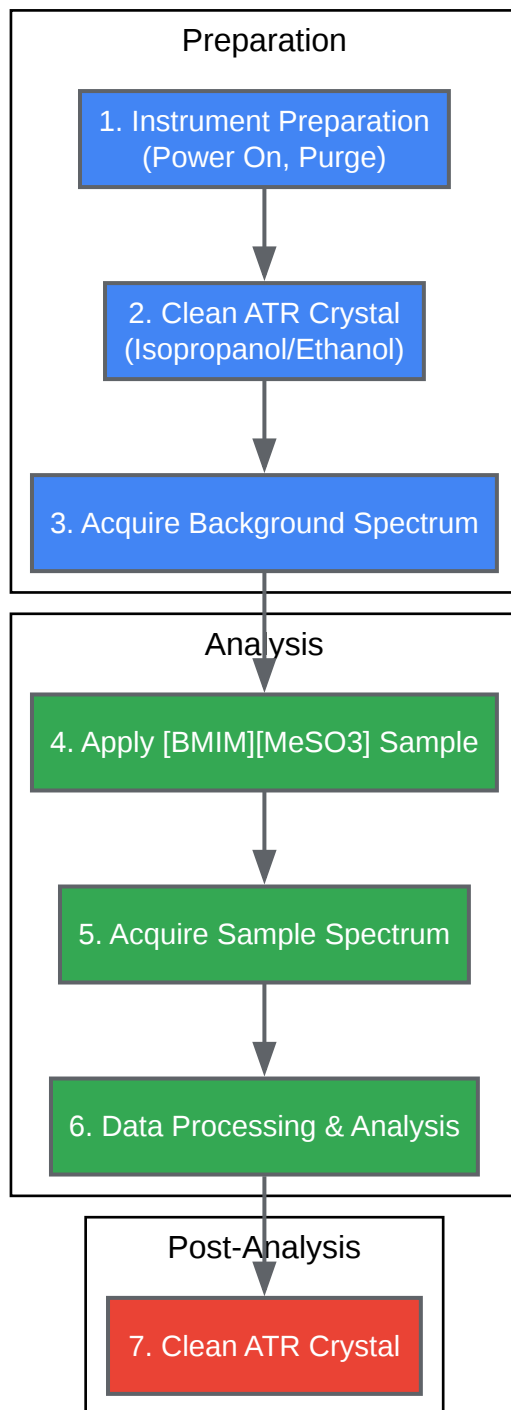 Preparation
1. Instrument Preparation
(Power On, Purge)
2. Clean ATR Crystal
(Isopropanol/Ethanol)
3. Acquire Background Spectrum
Analysis
4. Apply [BMIM][MeSO3] Sample
5. Acquire Sample Spectrum
6. Data Processing & Analysis
Post-Analysis
7. Clean ATR Crystal